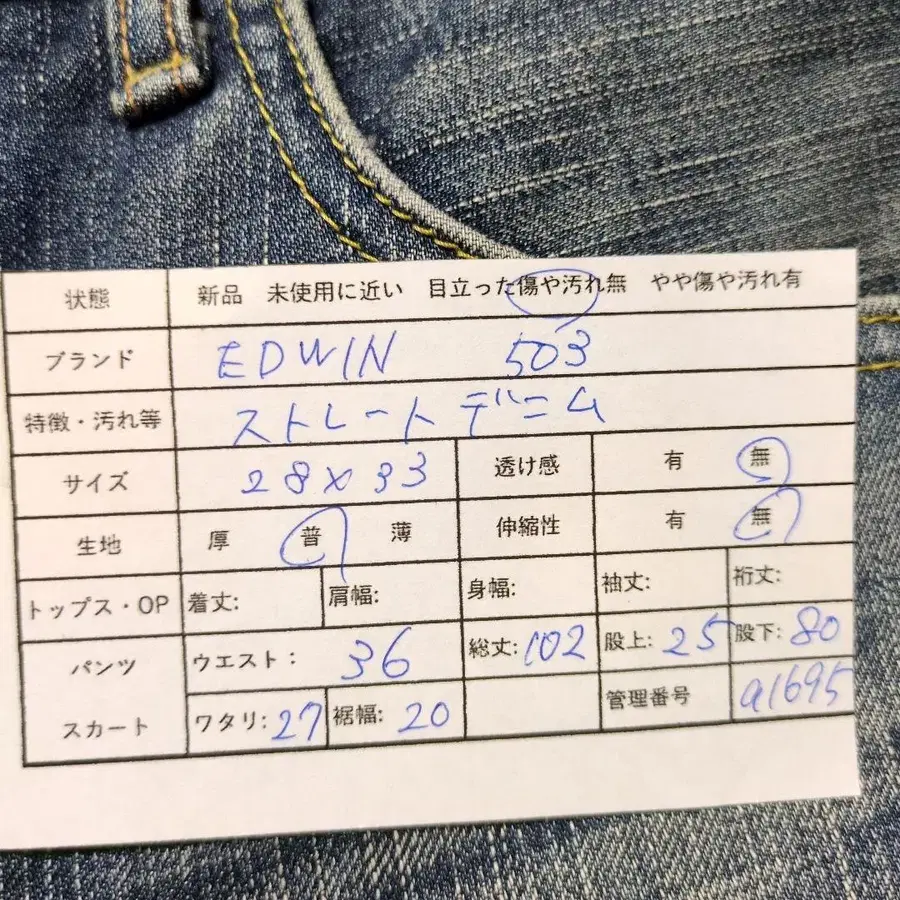 状態 新品 未使用に近い 目立った傷や汚れ無 やや傷や汚れ有
ブランド EDWIN 503
特徴・汚れ等 ストレート デニム
サイズ 28×33 透け感 有 無
生地 厚 普 薄 伸縮性 有 無
トップス・OP 着丈: 肩幅: 身幅: 袖丈: 裄丈:
パンツ ウエスト: 36 総丈: 102 股上: 25 股下: 80
スカート ワタリ: 27 裾幅: 20 管理番号 a1695